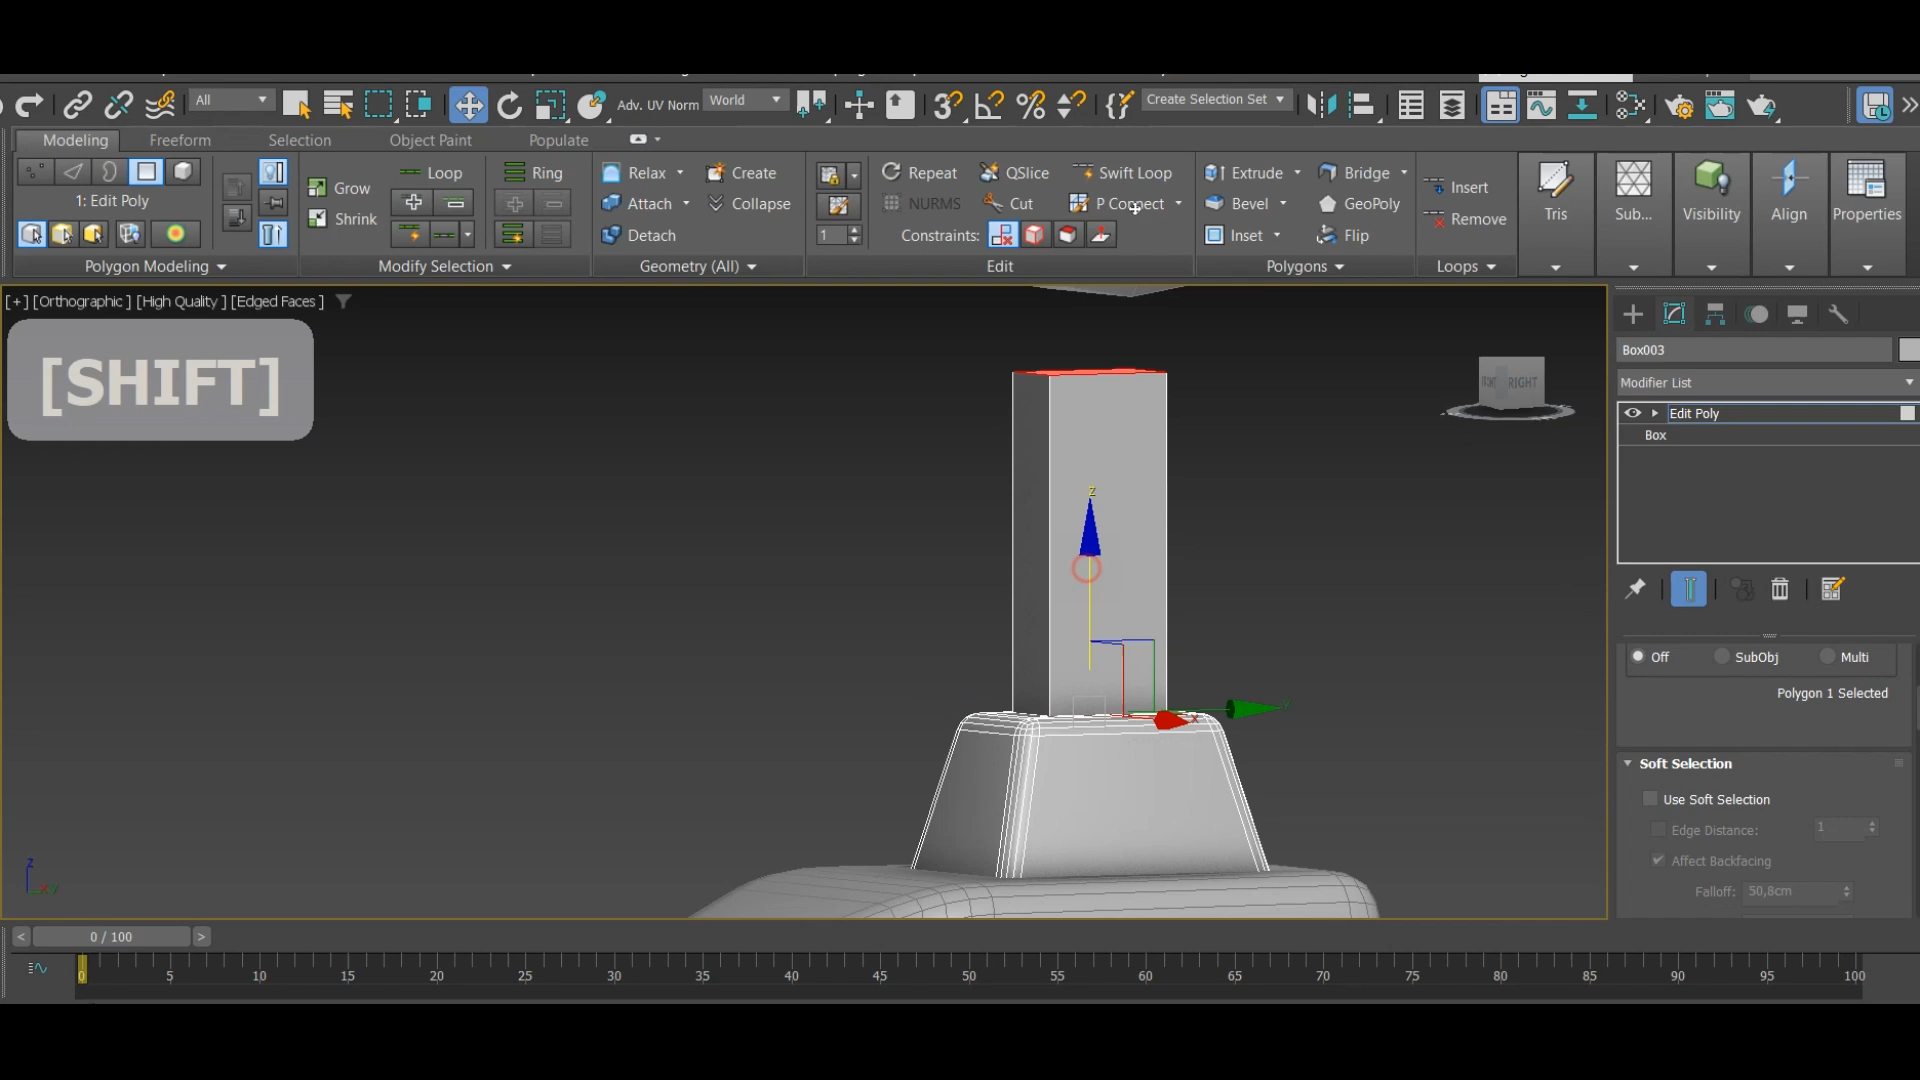 All
Adv. UV Norm
World
Create Selection Set
Modeling Freeform Selection Object Paint Populate
1: Edit Poly
Polygon Modeling
Grow
Shrink
Loop Ring
Modify Selection
Relax Create
Attach Collapse
Detach
Geometry (All)
1
Repeat QSlice Swift Loop
NURMS Cut P Connect
Constraints:
Edit
Extrude Bridge
Bevel GeoPoly
Inset Flip
Polygons
Insert
Remove
Loops
Tris
Sub...
Visibility
Align
Properties
[+] [Orthographic ] [High Quality ] [Edged Faces ]
[SHIFT]
RIGHT
z
x
z
Box003
Modifier List
Edit Poly
Box
Off SubObj Multi
Polygon 1 Selected
Soft Selection
Use Soft Selection
Edge Distance: 1
Affect Backfacing
Falloff: 50,8cm
< 0 / 100 >
0 5 10 15 20 25 30 35 40 45 50 55 60 65 70 75 80 85 90 95 100